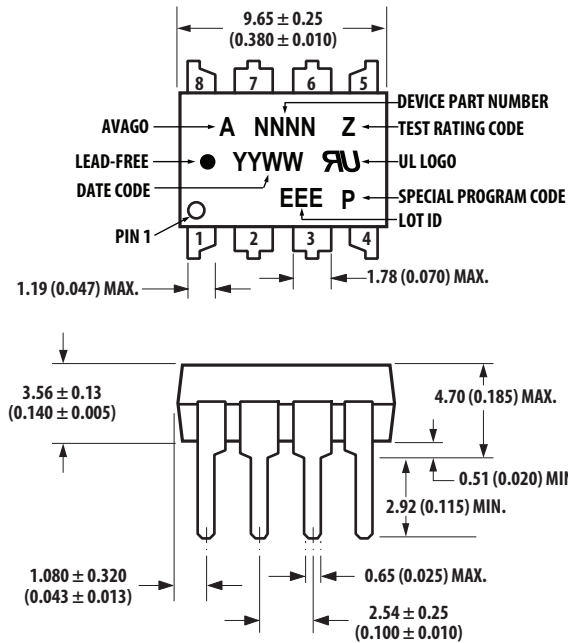 9.65 ± 0.25
(0.380 ± 0.010)
8 7 6 5
DEVICE PART NUMBER
AVAGO A NNNN Z TEST RATING CODE
LEAD-FREE YYWW UL LOGO
DATE CODE
EEE P SPECIAL PROGRAM CODE
LOT ID
PIN 1
1 2 3 4
1.19 (0.047) MAX.
1.78 (0.070) MAX.
3.56 ± 0.13
(0.140 ± 0.005)
4.70 (0.185) MAX.
0.51 (0.020) MIN
2.92 (0.115) MIN.
1.080 ± 0.320
(0.043 ± 0.013)
0.65 (0.025) MAX.
2.54 ± 0.25
(0.100 ± 0.010)